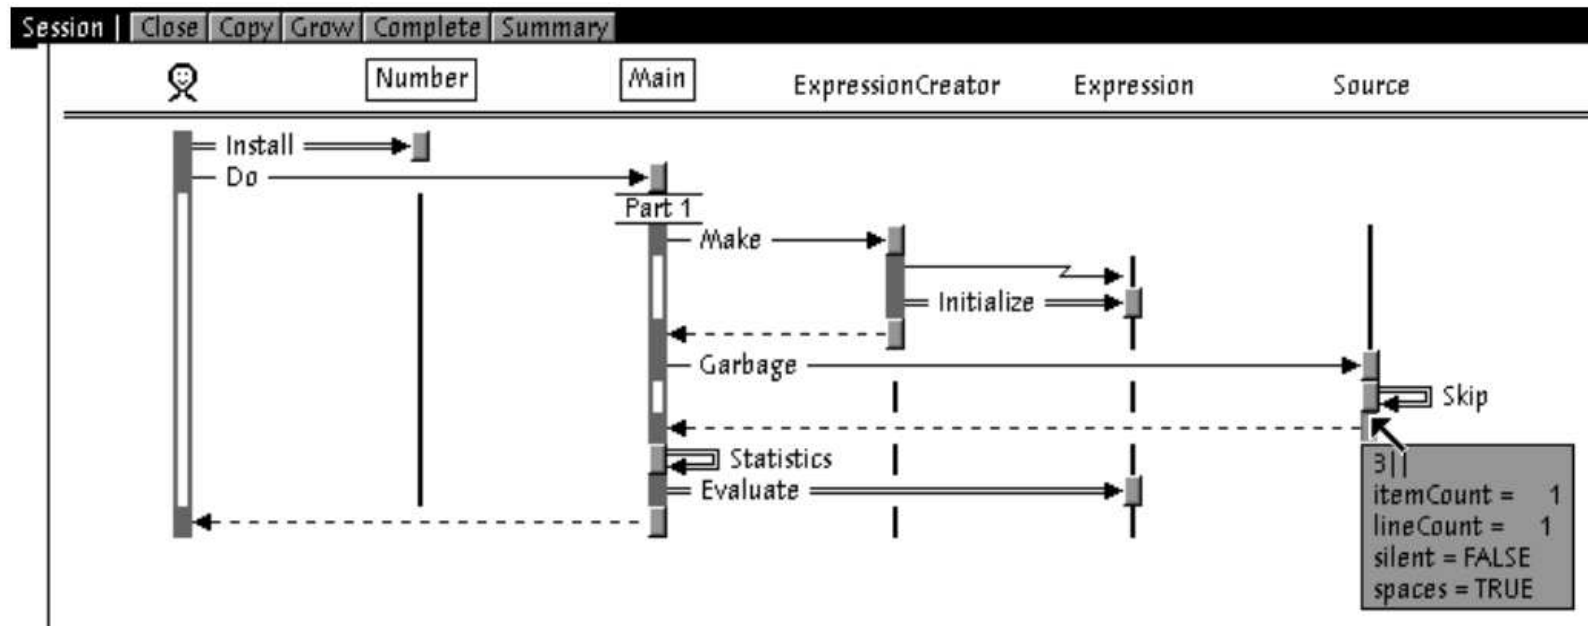 Session | Close Copy Grow Complete Summary
Number Main ExpressionCreator Expression Source
Install
Do
Part 1
Make
Initialize
Garbage
Skip
Statistics
Evaluate
3||
itemCount = 1
lineCount = 1
silent = FALSE
spaces = TRUE